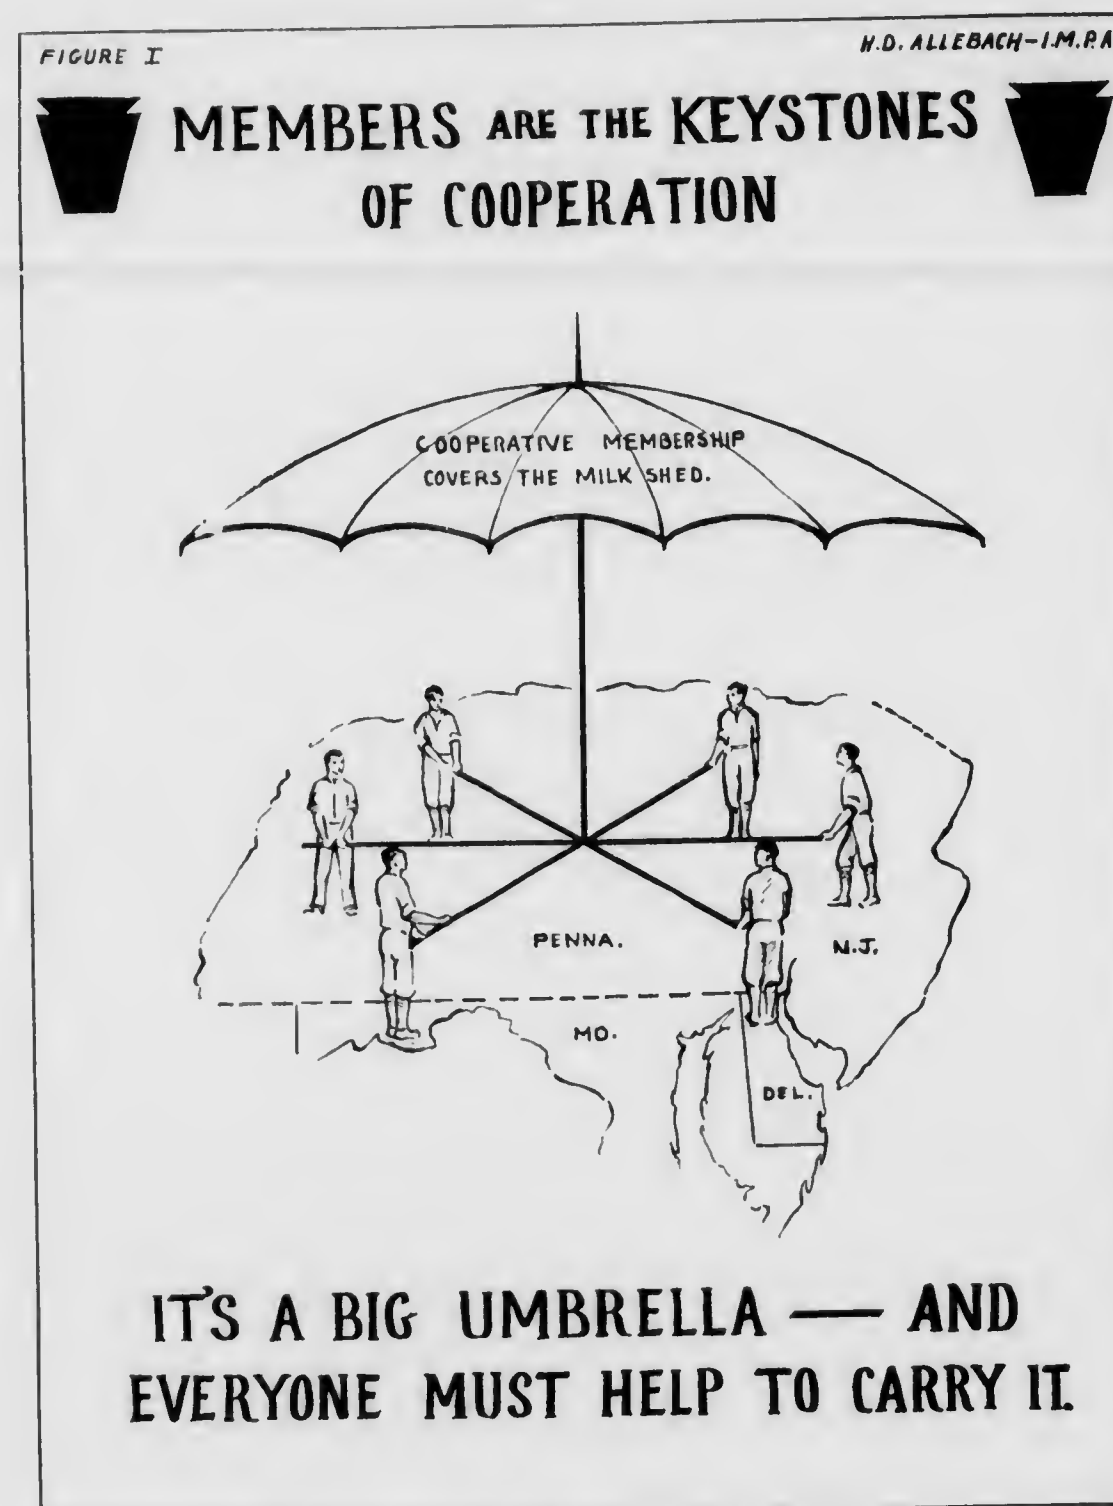 FIGURE I
H.D. ALLEBACH-I.M.P.A
MEMBERS ARE THE KEYSTONES
OF COOPERATION
COOPERATIVE MEMBERSHIP
COVERS THE MILK SHED.
PENNA.
N.J.
MD.
DEL.
IT'S A BIG UMBRELLA — AND
EVERYONE MUST HELP TO CARRY IT.